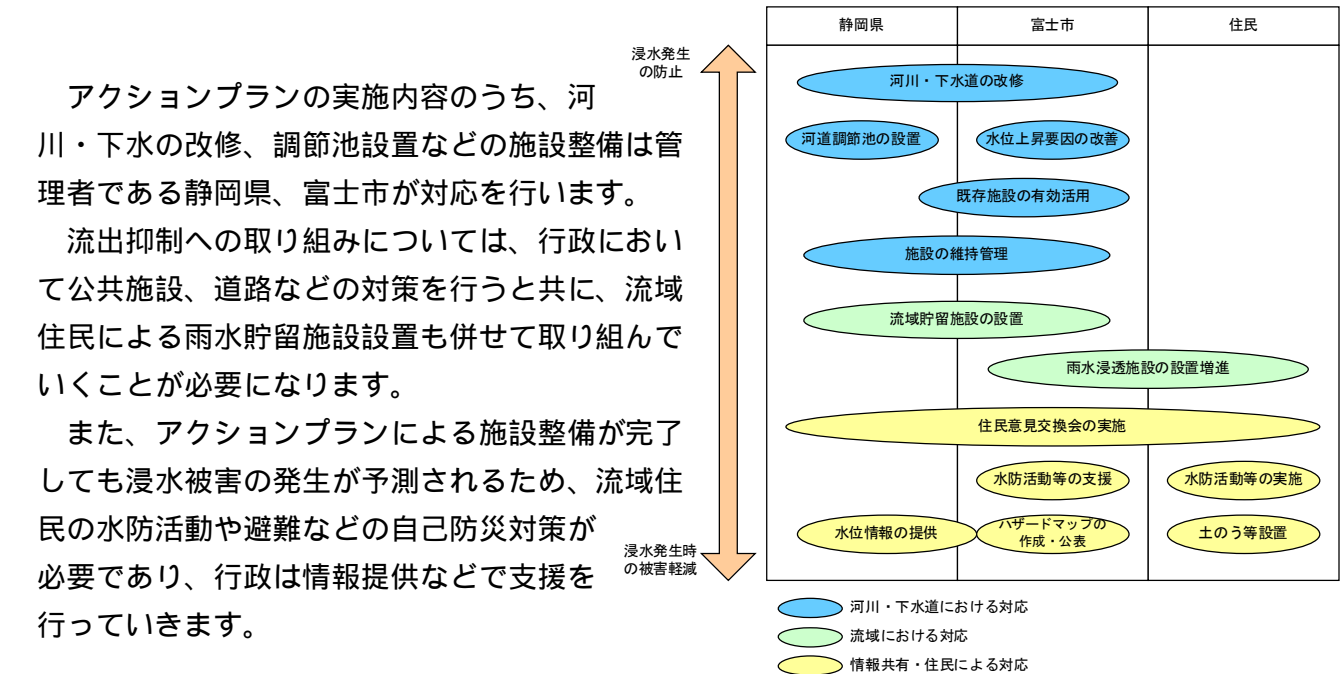 アクションプランの実施内容のうち、河
川・下水の改修、調節池設置などの施設整備は管
理者である静岡県、富士市が対応を行います。
流出抑制への取り組みについては、行政におい
て公共施設、道路などの対策を行うと共に、流域
住民による雨水貯留施設設置も併せて取り組んで
いくことが必要になります。
また、アクションプランによる施設整備が完了
しても浸水被害の発生が予測されるため、流域住
民の水防活動や避難などの自己防災対策が
必要であり、行政は情報提供などで支援を
行っていきます。
浸水発生
の防止
浸水発生時
の被害軽減
静岡県
富士市
住民
河川・下水道の改修
河道調節池の設置
水位上昇要因の改善
既存施設の有効活用
施設の維持管理
流域貯留施設の設置
雨水浸透施設の設置増進
住民意見交換会の実施
水防活動等の支援
水防活動等の実施
水位情報の提供
ハザードマップの
作成・公表
土のう等設置
河川・下水道における対応
流域における対応
情報共有・住民による対応